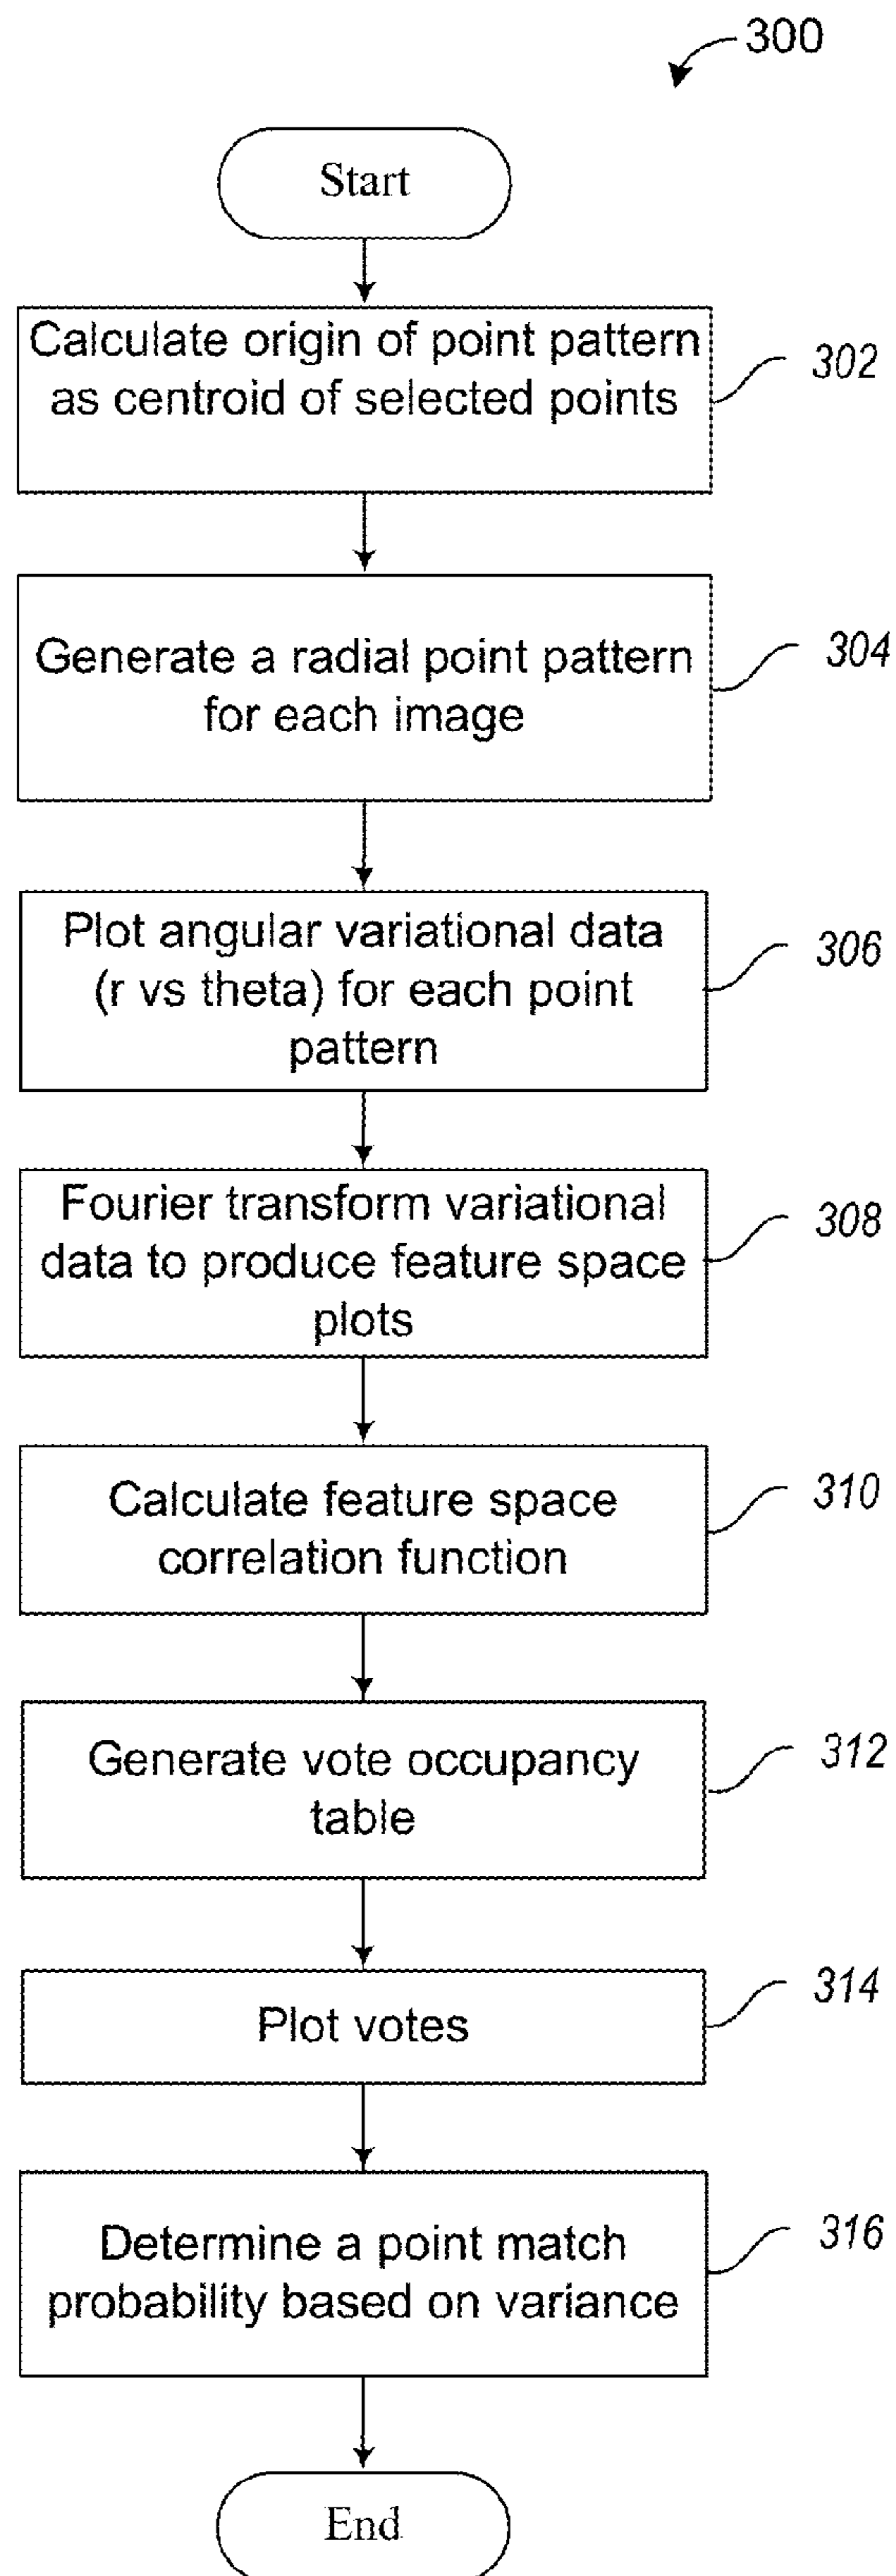 300
Start
Calculate origin of point pattern
as centroid of selected points
302
Generate a radial point pattern
for each image
304
Plot angular variational data
(r vs theta) for each point
pattern
306
Fourier transform variational
data to produce feature space
plots
308
Calculate feature space
correlation function
310
Generate vote occupancy
table
312
Plot votes
314
Determine a point match
probability based on variance
316
End